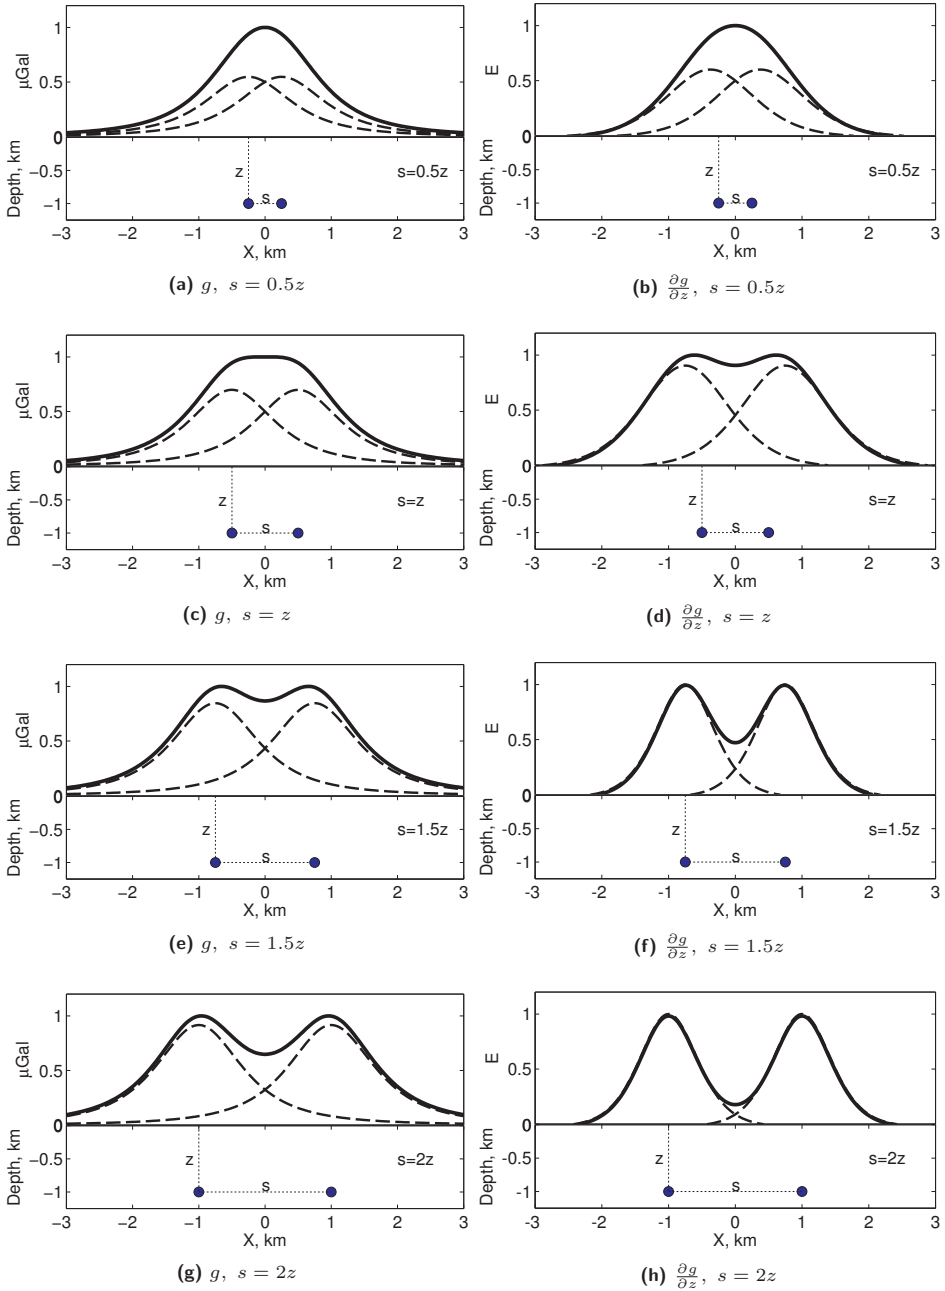 1
0.5
0
μGal
−0.5
−1
Depth, km
z
s
s=0.5z
−3 −2 −1 0 1 2 3
X, km
(a) g, s = 0.5z
1
0.5
0
E
-0.5
-1
Depth, km
z
s
s=0.5z
-3 -2 -1 0 1 2 3
X, km
(b) ∂g/∂z, s = 0.5z
1
0.5
0
μGal
−0.5
−1
Depth, km
z
s
s=z
−3 −2 −1 0 1 2 3
X, km
(c) g, s = z
1
0.5
0
E
-0.5
-1
Depth, km
z
s
s=z
-3 -2 -1 0 1 2 3
X, km
(d) ∂g/∂z, s = z
1
0.5
0
μGal
−0.5
−1
Depth, km
z
s
s=1.5z
−3 −2 −1 0 1 2 3
X, km
(e) g, s = 1.5z
1
0.5
0
E
-0.5
-1
Depth, km
z
s
s=1.5z
-3 -2 -1 0 1 2 3
X, km
(f) ∂g/∂z, s = 1.5z
1
0.5
0
μGal
−0.5
−1
Depth, km
z
s
s=2z
−3 −2 −1 0 1 2 3
X, km
(g) g, s = 2z
1
0.5
0
E
-0.5
-1
Depth, km
z
s
s=2z
-3 -2 -1 0 1 2 3
X, km
(h) ∂g/∂z, s = 2z